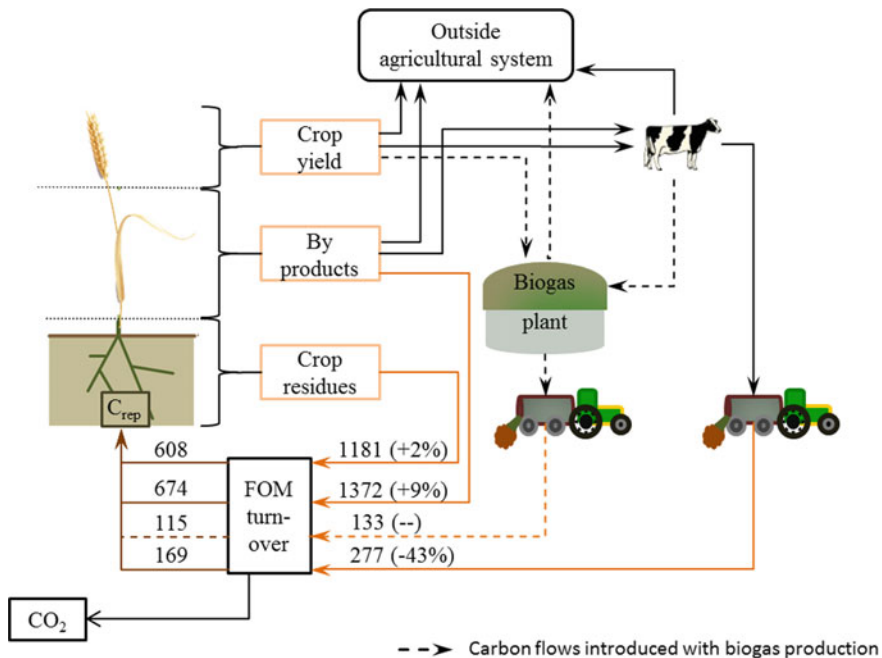 Outside
agricultural system
Crop
yield
By
products
Biogas
plant
Crop
residues
C_rep
608
1181 (+2%)
674
FOM
turn-
over
1372 (+9%)
115
133 (--)
169
277 (-43%)
CO₂
Carbon flows introduced with biogas production